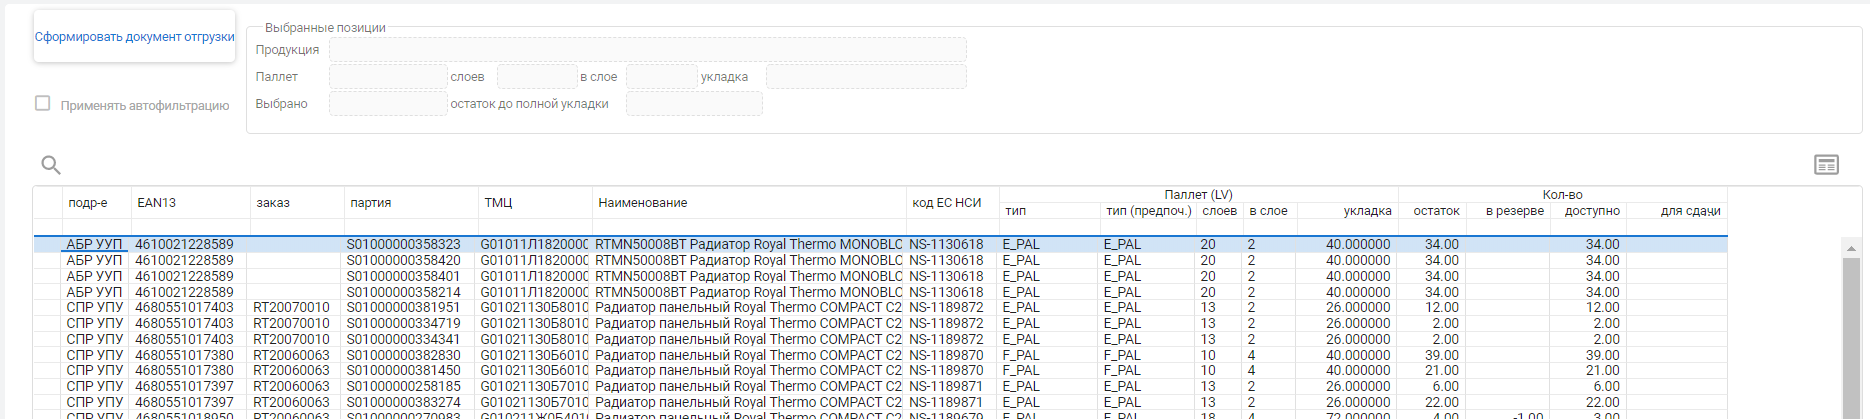 Сформировать документ отгрузки
Применять автофильтрацию
Выбранные позиции
Продукция
Паллет слоев в слое укладка
Выбрано остаток до полной укладки
подр-е EAN13 заказ партия ТМЦ Наименование код ЕС НСИ Паллет (LV) Кол-во
тип тип (предпоч.) слоев в слое укладка остаток в резерве доступно для сдачи
АБР УУП 4610021228589 S01000000358323 G01011Л1820000 RTMN50008BT Радиатор Royal Thermo MONOBLO NS-1130618 E_PAL E_PAL 20 2 40.000000 34.00 34.00
АБР УУП 4610021228589 S01000000358420 G01011Л1820000 RTMN50008BT Радиатор Royal Thermo MONOBLO NS-1130618 E_PAL E_PAL 20 2 40.000000 34.00 34.00
АБР УУП 4610021228589 S01000000358401 G01011Л1820000 RTMN50008BT Радиатор Royal Thermo MONOBLO NS-1130618 E_PAL E_PAL 20 2 40.000000 34.00 34.00
АБР УУП 4610021228589 S01000000358214 G01011Л1820000 RTMN50008BT Радиатор Royal Thermo MONOBLO NS-1130618 E_PAL E_PAL 20 2 40.000000 34.00 34.00
СПР УПУ 4680551017403 RT20070010 S01000000381951 G01021130Б8010 Радиатор панельный Royal Thermo COMPACT C2 NS-1189872 E_PAL E_PAL 13 2 26.000000 12.00 12.00
СПР УПУ 4680551017403 RT20070010 S01000000334719 G01021130Б8010 Радиатор панельный Royal Thermo COMPACT C2 NS-1189872 E_PAL E_PAL 13 2 26.000000 2.00 2.00
СПР УПУ 4680551017403 RT20070010 S01000000334341 G01021130Б8010 Радиатор панельный Royal Thermo COMPACT C2 NS-1189872 E_PAL E_PAL 13 2 26.000000 2.00 2.00
СПР УПУ 4680551017380 RT20060063 S01000000382830 G01021130Б6010 Радиатор панельный Royal Thermo COMPACT C2 NS-1189870 F_PAL F_PAL 10 4 40.000000 39.00 39.00
СПР УПУ 4680551017380 RT20060063 S01000000381450 G01021130Б6010 Радиатор панельный Royal Thermo COMPACT C2 NS-1189870 F_PAL F_PAL 10 4 40.000000 21.00 21.00
СПР УПУ 4680551017397 RT20060063 S01000000258185 G01021130Б7010 Радиатор панельный Royal Thermo COMPACT C2 NS-1189871 E_PAL E_PAL 13 2 26.000000 6.00 6.00
СПР УПУ 4680551017397 RT20060063 S01000000383274 G01021130Б7010 Радиатор панельный Royal Thermo COMPACT C2 NS-1189871 E_PAL E_PAL 13 2 26.000000 22.00 22.00
СПР УПУ 4680551018950 RT20060063 S01000000270983 G010211Ж0Б4010 Радиатор панельный Royal Thermo COMPACT C2 NS-1189679 E_PAL E_PAL 18 4 72.000000 4.00 -1.00 3.00